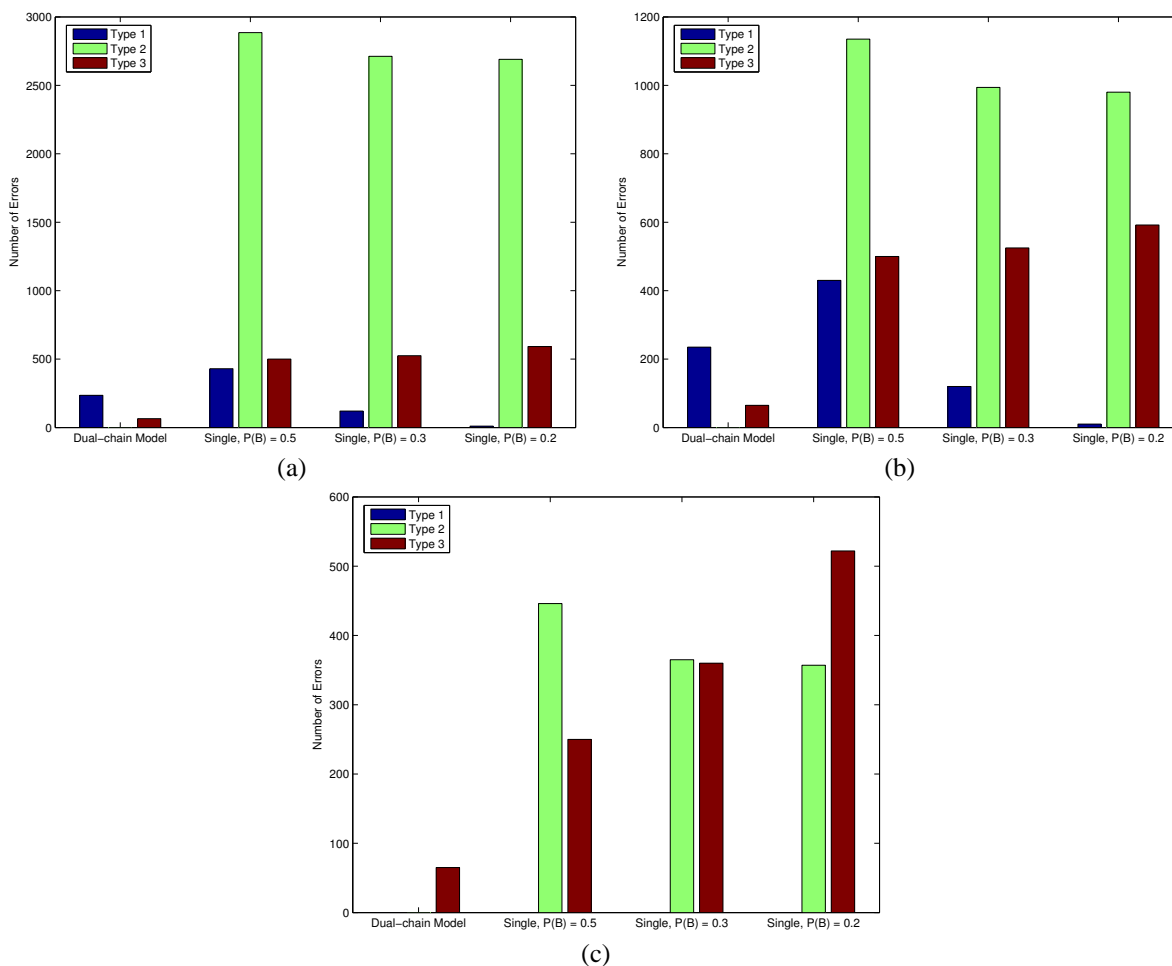 3000
2500
2000
1500
1000
500
0
Number of Errors
Type 1
Type 2
Type 3
Dual−chain Model
Single, P(B) = 0.5
Single, P(B) = 0.3
Single, P(B) = 0.2
(a)
1200
1000
800
600
400
200
0
Number of Errors
Type 1
Type 2
Type 3
Dual−chain Model
Single, P(B) = 0.5
Single, P(B) = 0.3
Single, P(B) = 0.2
(b)
600
500
400
300
200
100
0
Number of Errors
Type 1
Type 2
Type 3
Dual−chain Model
Single, P(B) = 0.5
Single, P(B) = 0.3
Single, P(B) = 0.2
(c)